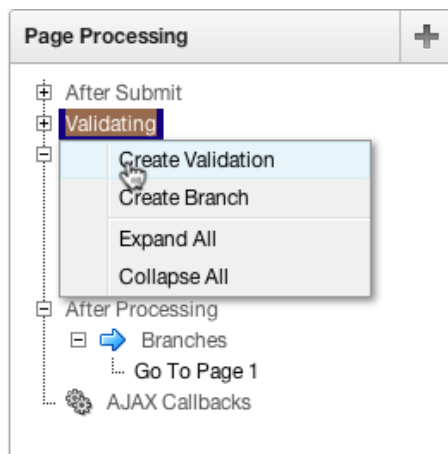 Page Processing
After Submit
Validating
Create Validation
Create Branch
Expand All
Collapse All
After Processing
Branches
Go To Page 1
AJAX Callbacks